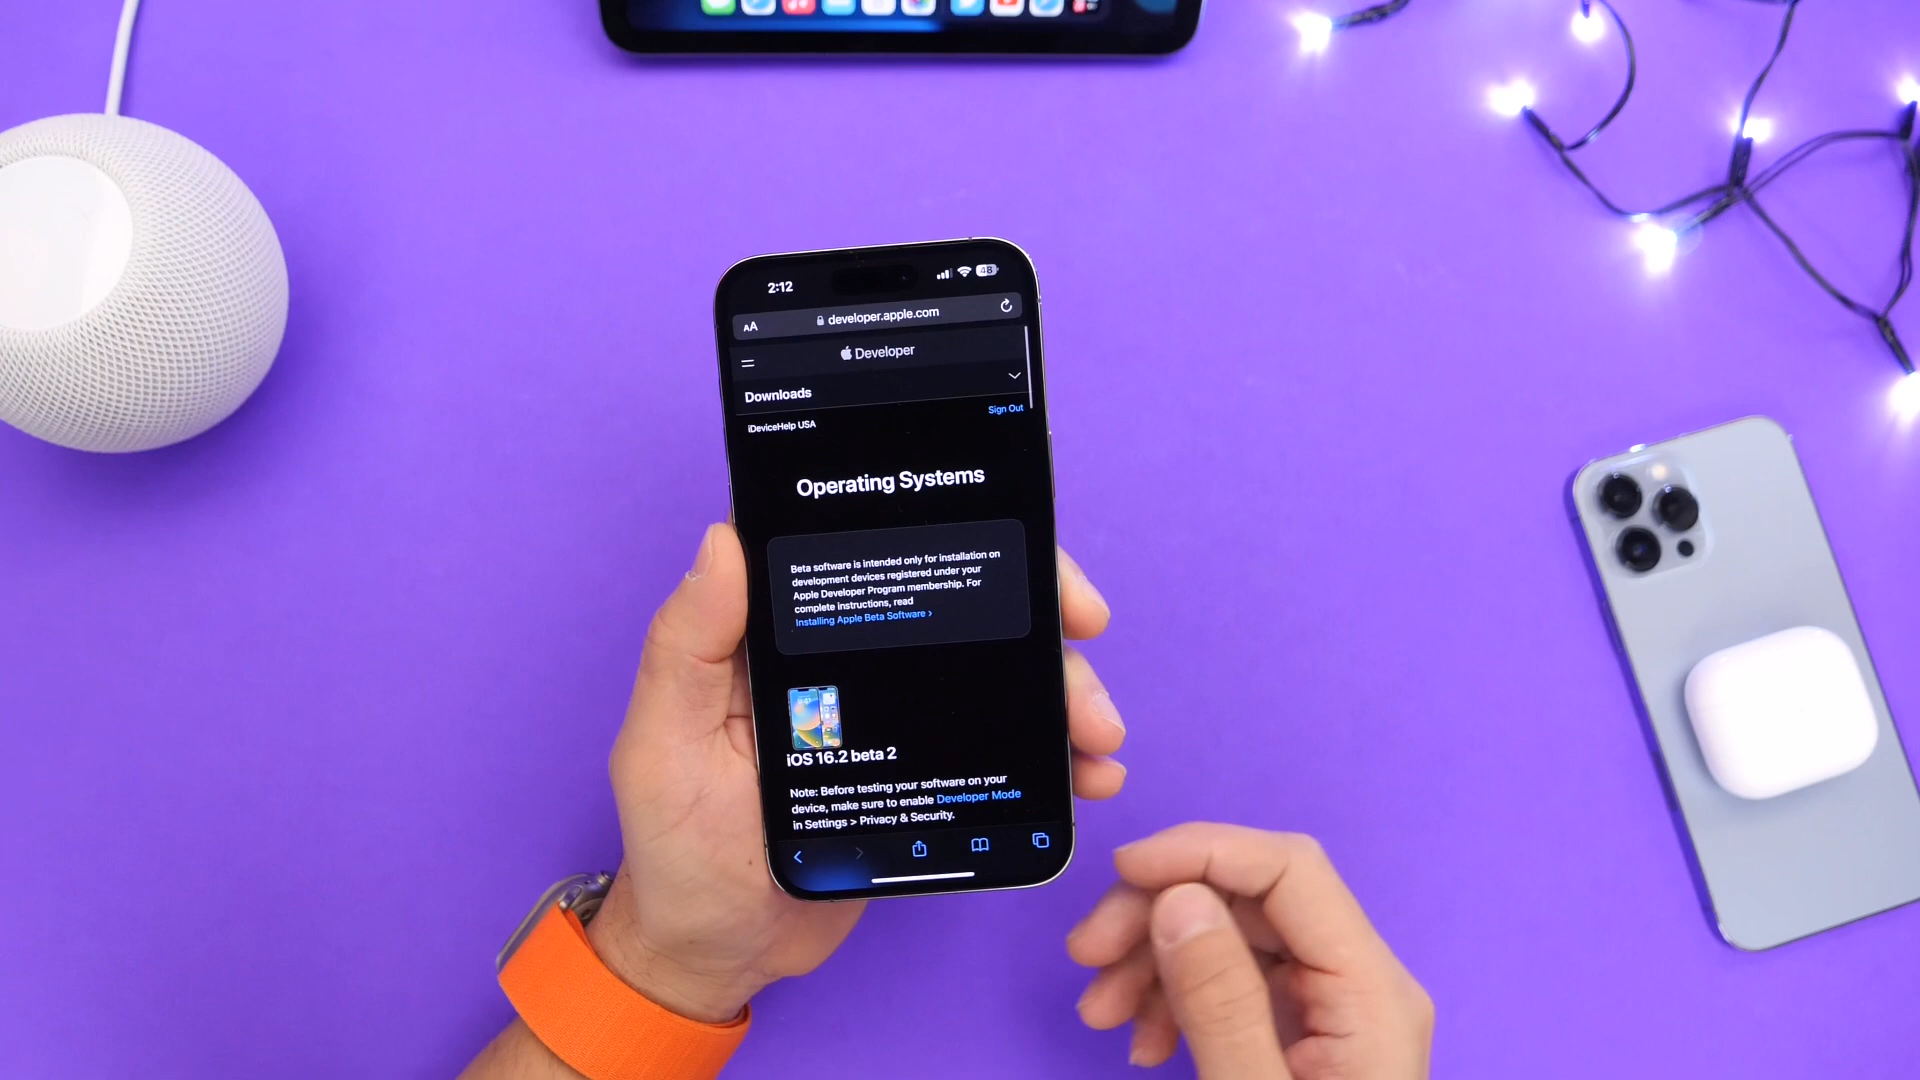 2:12
48
AA
developer.apple.com
Developer
Downloads
iDeviceHelp USA
Sign Out
Operating Systems
Beta software is intended only for installation on
development devices registered under your
Apple Developer Program membership. For
complete instructions, read
Installing Apple Beta Software >
iOS 16.2 beta 2
Note: Before testing your software on your
device, make sure to enable Developer Mode
in Settings > Privacy & Security.